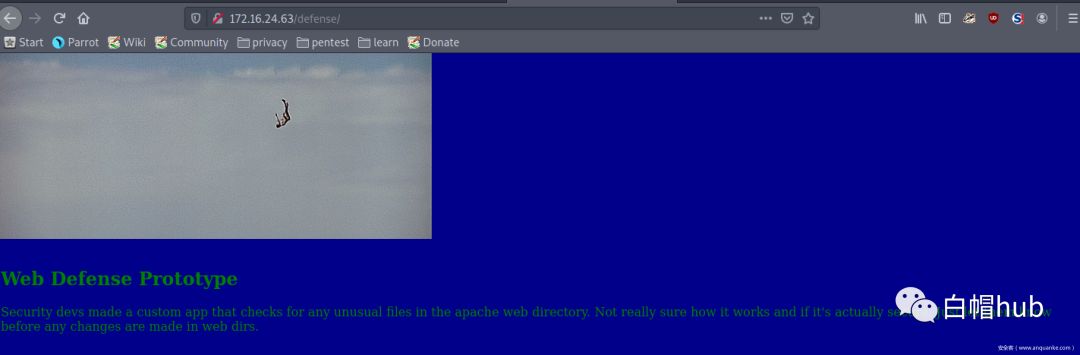 172.16.24.63/defense/
Start Parrot Wiki Community privacy pentest learn Donate
Web Defense Prototype
Security devs made a custom app that checks for any unusual files in the apache web directory. Not really sure how it works and if it's actually
before any changes are made in web dirs.
白帽hub
安全客（www.anquanke.com）